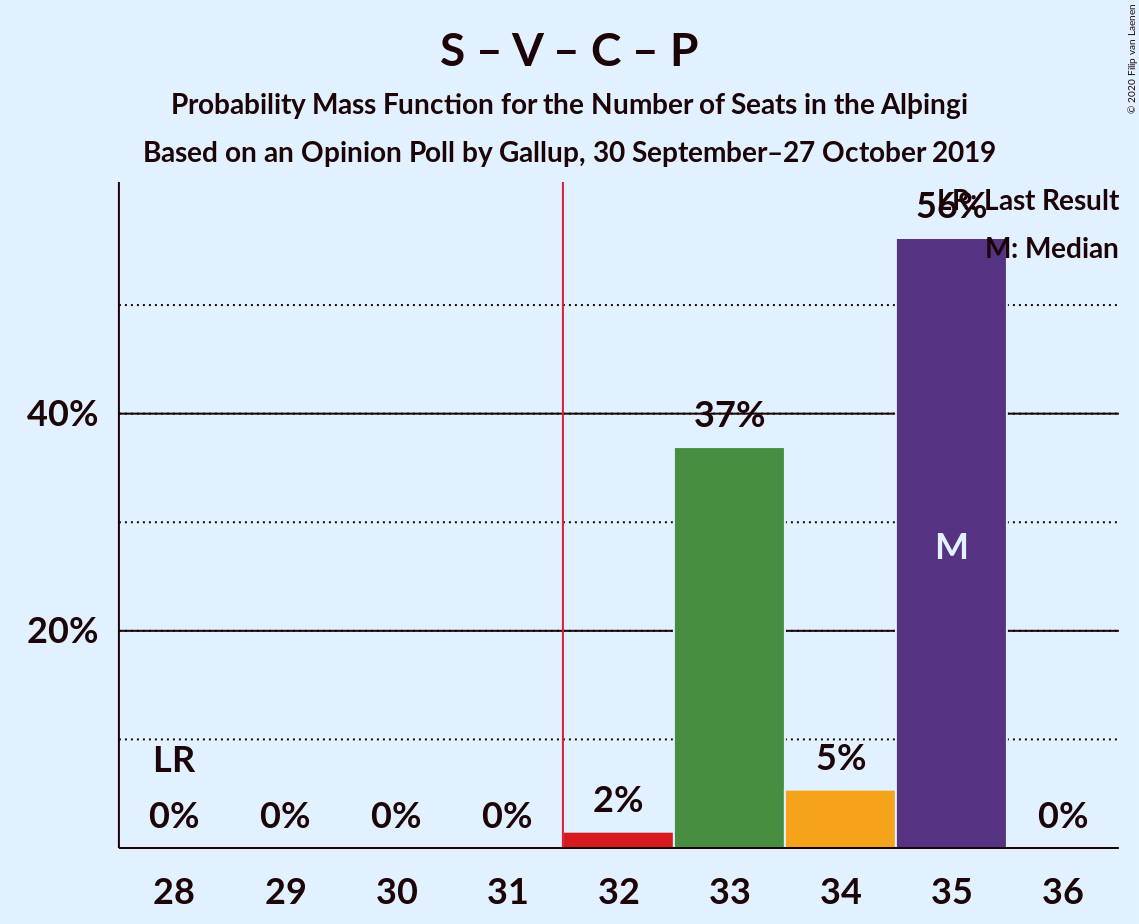 S – V – C – P
Probability Mass Function for the Number of Seats in the Alþingi
Based on an Opinion Poll by Gallup, 30 September–27 October 2019
© 2020 Filip van Laenen
LR: Last Result
M: Median
56%
40%
37%
M
20%
LR
5%
2%
0% 0% 0% 0% 0%
28 29 30 31 32 33 34 35 36